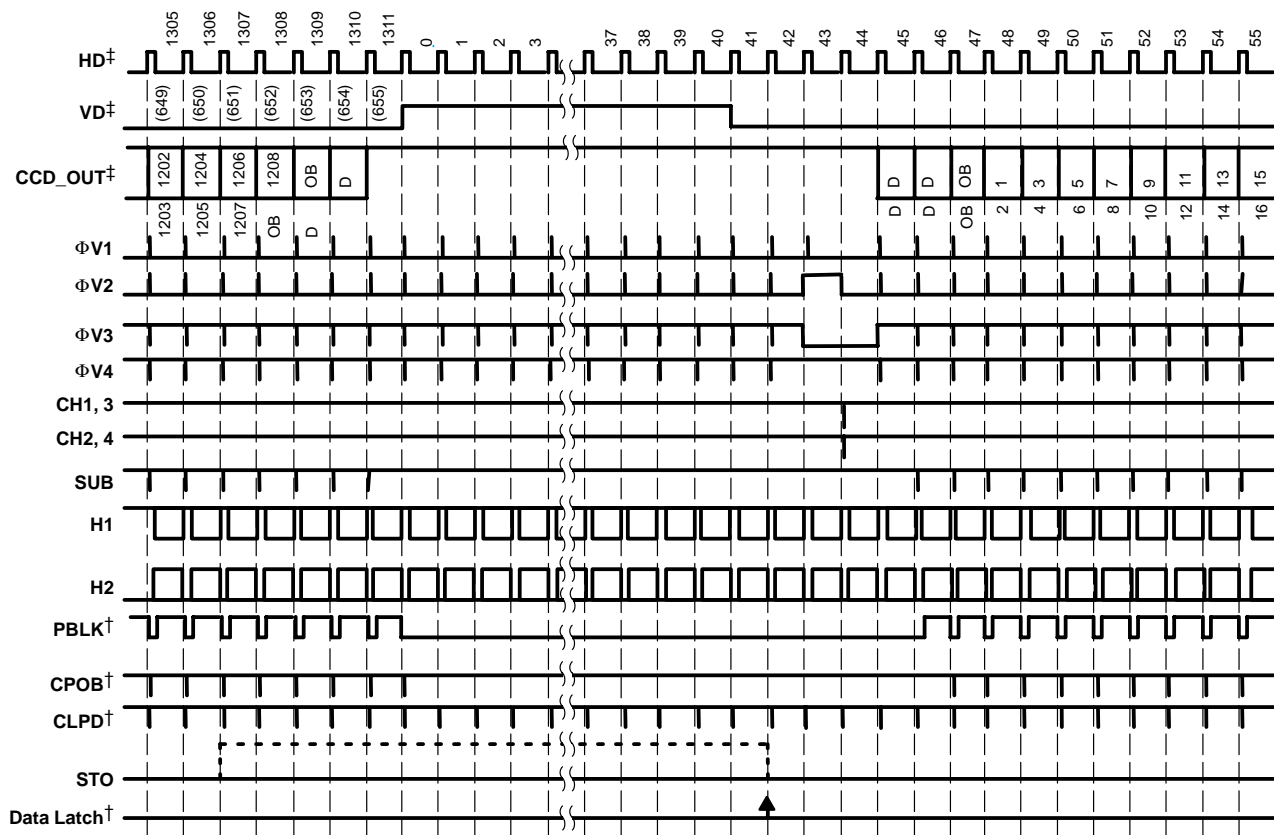 1305 1306 1307 1308 1309 1310 1311 0 1 2 3 37 38 39 40 41 42 43 44 45 46 47 48 49 50 51 52 53 54 55
HD‡
(649) (650) (651) (652) (653) (654) (655)
VD‡
1202 1204 1206 1208 OB D D D OB 1 3 5 7 9 11 13 15
CCD_OUT‡
1203 1205 1207 OB D D D OB 2 4 6 8 10 12 14 16
ΦV1
ΦV2
ΦV3
ΦV4
CH1, 3
CH2, 4
SUB
H1
H2
PBLK†
CPOB†
CLPD†
STO
Data Latch†